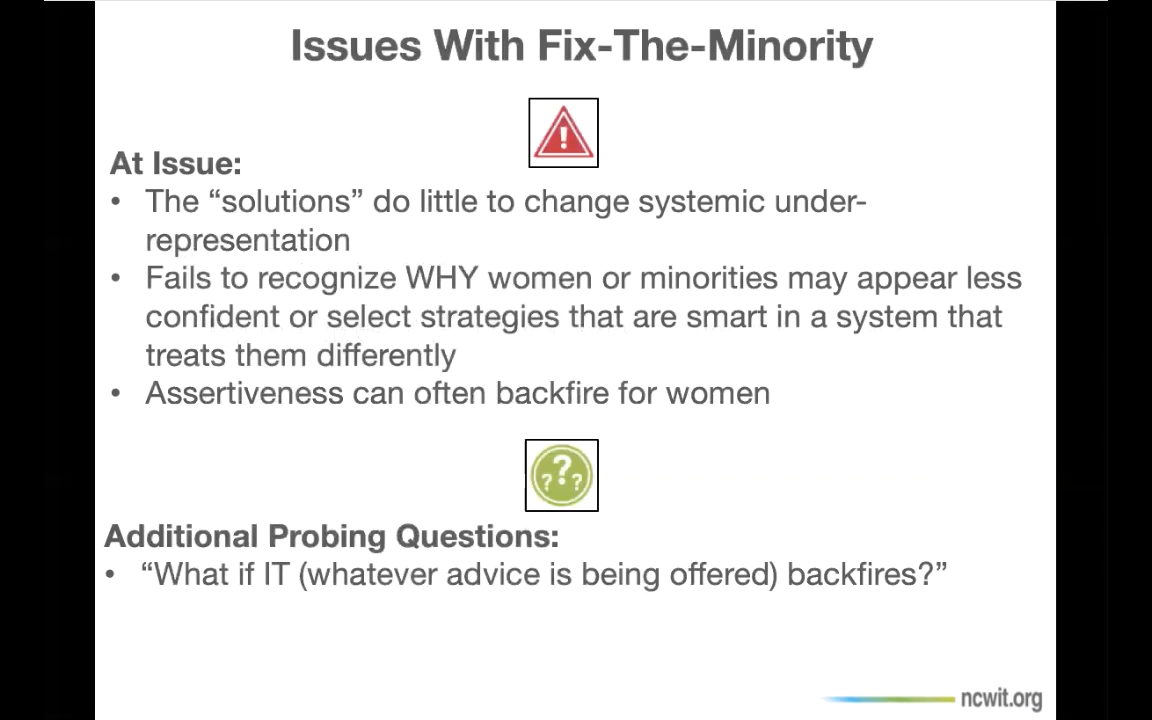 Issues With Fix-The-Minority
At Issue:
• The “solutions” do little to change systemic under-
representation
• Fails to recognize WHY women or minorities may appear less
confident or select strategies that are smart in a system that
treats them differently
• Assertiveness can often backfire for women
???
Additional Probing Questions:
• “What if IT (whatever advice is being offered) backfires?”
ncwit.org